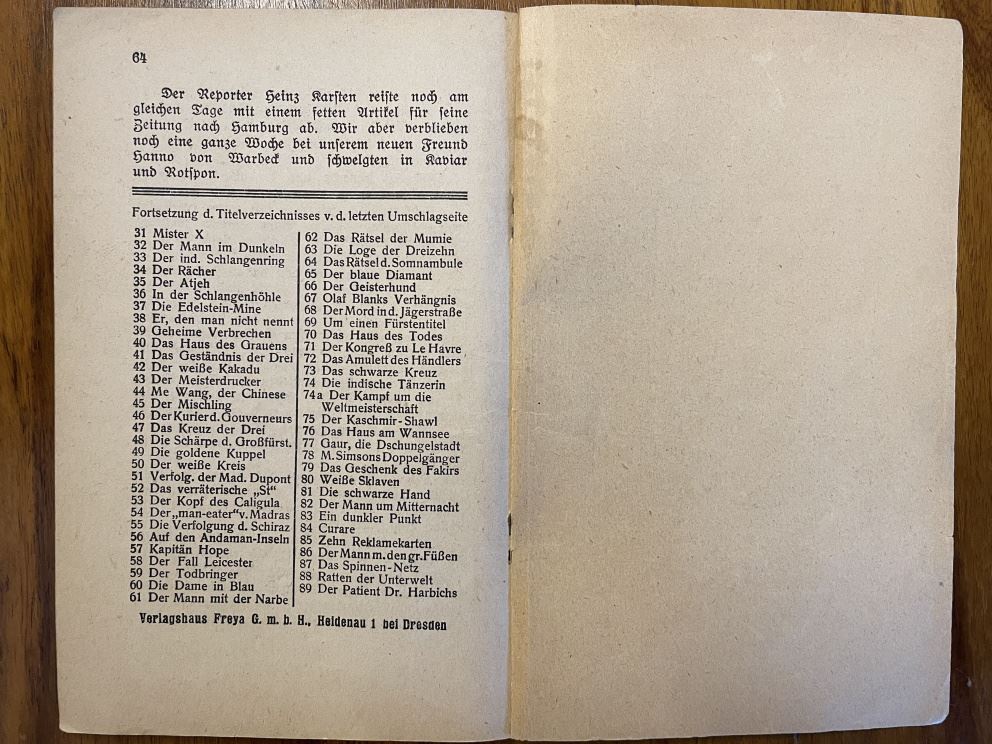 64
Der Reporter Heinz Karsten reiste noch am
gleichen Tage mit einem fetten Artikel für seine
Zeitung nach Hamburg ab. Wir aber verblieben
noch eine ganze Woche bei unserem neuen Freund
Hanno von Warbeck und schwelgten in Kaviar
und Rotspon.
Fortsetzung d. Titelverzeichnisses v. d. letzten Umschlagseite
31 Mister X
32 Der Mann im Dunkeln
33 Der ind. Schlangenring
34 Der Rächer
35 Der Atjeh
36 In der Schlangenhöhle
37 Die Edelstein-Mine
38 Er, den man nicht nennt
39 Geheime Verbrechen
40 Das Haus des Grauens
41 Das Geständnis der Drei
42 Der weiße Kakadu
43 Der Meisterdrucker
44 Me Wang, der Chinese
45 Der Mischling
46 Der Kurier d. Gouverneurs
47 Das Kreuz der Drei
48 Die Schärpe d. Großfürst.
49 Die goldene Kuppel
50 Der weiße Kreis
51 Verfolg. der Mad. Dupont
52 Das verräterische „St“
53 Der Kopf des Caligula
54 Der „man-eater“ v. Madras
55 Die Verfolgung d. Schiraz
56 Auf den Andaman-Inseln
57 Kapitän Hope
58 Der Fall Leicester
59 Der Todbringer
60 Die Dame in Blau
61 Der Mann mit der Narbe
62 Das Rätsel der Mumie
63 Die Loge der Dreizehn
64 Das Rätsel d. Somnambule
65 Der blaue Diamant
66 Der Geisterhund
67 Olaf Blanks Verhängnis
68 Der Mord in d. Jägerstraße
69 Um einen Fürstentitel
70 Das Haus des Todes
71 Der Kongreß zu Le Havre
72 Das Amulett des Händlers
73 Das schwarze Kreuz
74 Die indische Tänzerin
74a Der Kampf um die
Weltmeisterschaft
75 Der Kaschmir-Shawl
76 Das Haus am Wannsee
77 Gaur, die Dschungelstadt
78 M. Simsons Doppelgänger
79 Das Geschenk des Fakirs
80 Weiße Sklaven
81 Die schwarze Hand
82 Der Mann um Mitternacht
83 Ein dunkler Punkt
84 Curare
85 Zehn Reklamekarten
86 Der Mann m. den gr. Füßen
87 Das Spinnen-Netz
88 Ratten der Unterwelt
89 Der Patient Dr. Harbichs
Verlagshaus Freya G. m. b. H., Heidenau 1 bei Dresden